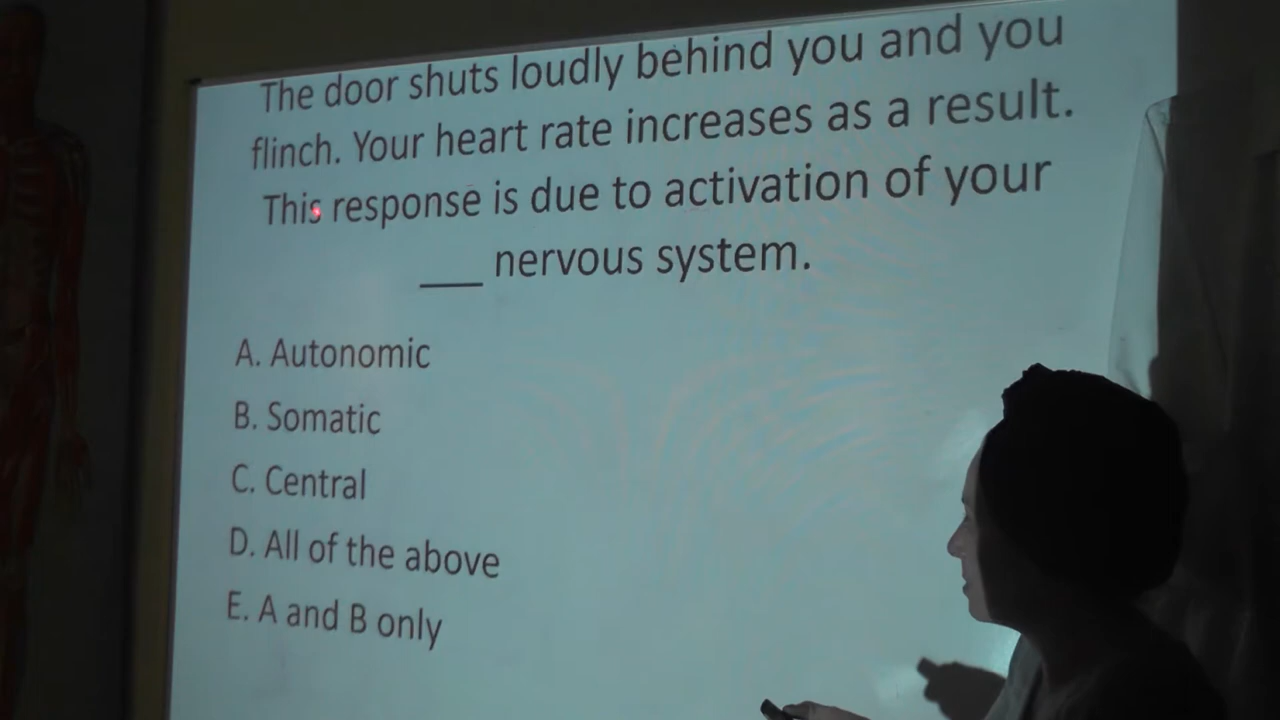 The door shuts loudly behind you and you
flinch. Your heart rate increases as a result.
This response is due to activation of your
___ nervous system.
A. Autonomic
B. Somatic
C. Central
D. All of the above
E. A and B only